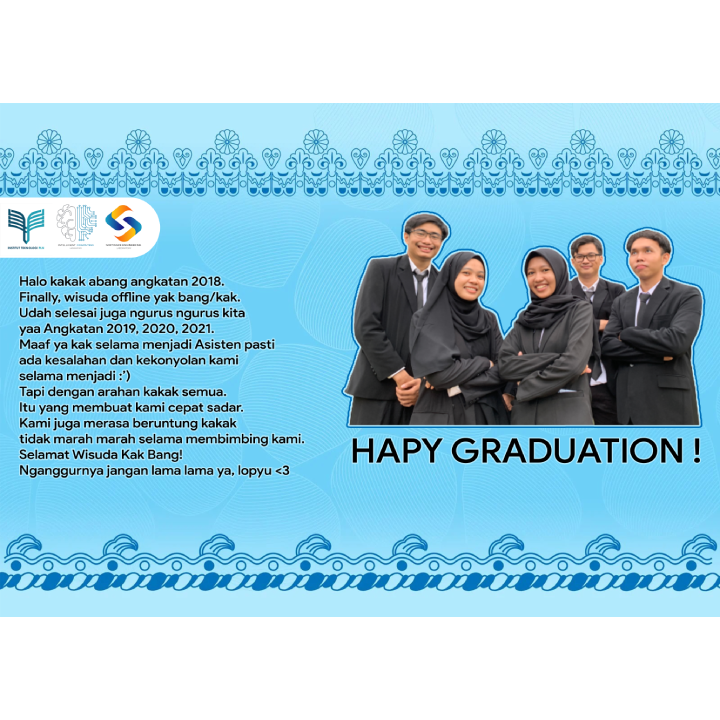 INSTITUT TEKNOLOGI PLN
Halo kakak abang angkatan 2018.
Finally, wisuda offline yak bang/kak.
Udah selesai juga ngurus ngurus kita
yaa Angkatan 2019, 2020, 2021.
Maaf ya kak selama menjadi Asisten pasti
ada kesalahan dan kekonyolan kami
selama menjadi :')
Tapi dengan arahan kakak semua.
Itu yang membuat kami cepat sadar.
Kami juga merasa beruntung kakak
tidak marah marah selama membimbing kami.
Selamat Wisuda Kak Bang!
Nganggurnya jangan lama lama ya, lopyu <3
HAPY GRADUATION !